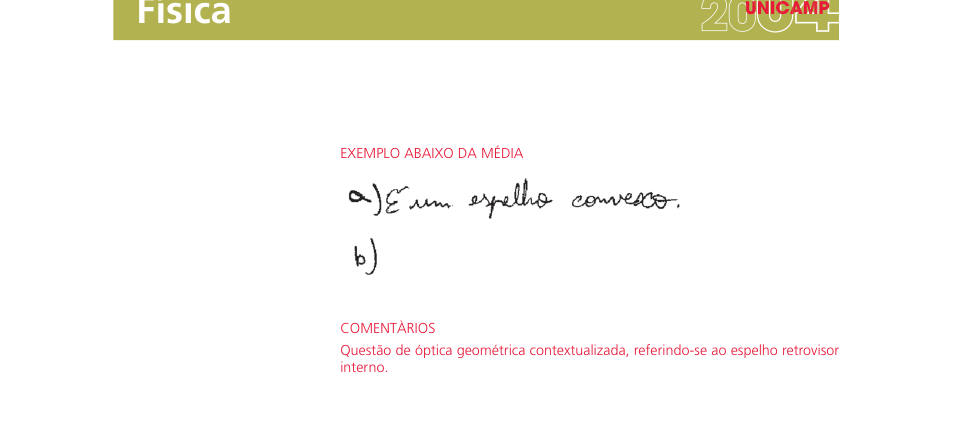 Física
2004
UNICAMP
EXEMPLO ABAIXO DA MÉDIA
a) É um espelho convexo.
b)
COMENTÀRIOS
Questão de óptica geométrica contextualizada, referindo-se ao espelho retrovisor
interno.